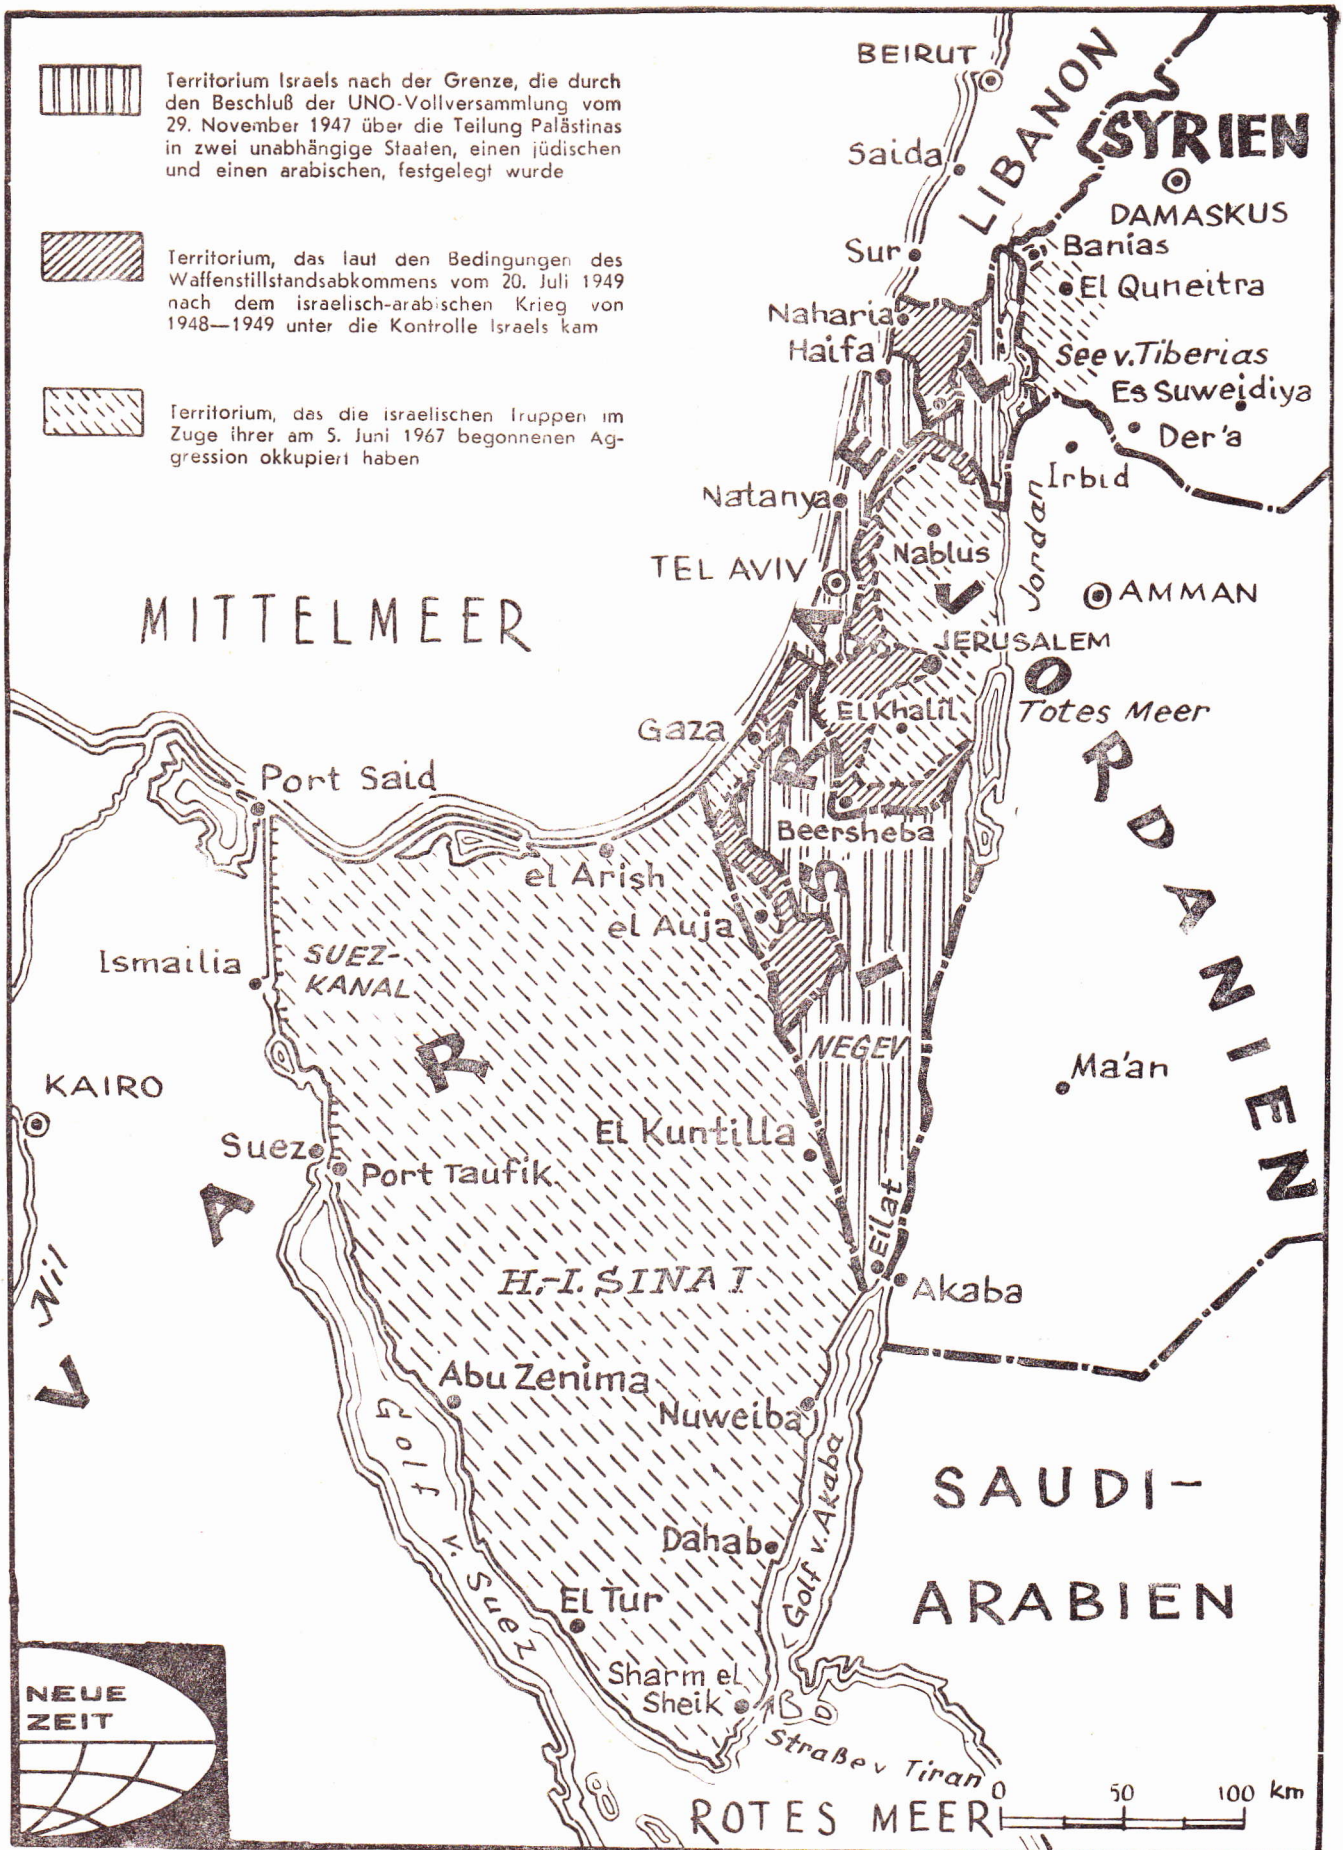 Territorium Israels nach der Grenze, die durch
den Beschluß der UNO-Vollversammlung vom
29. November 1947 über die Teilung Palästinas
in zwei unabhängige Staaten, einen jüdischen
und einen arabischen, festgelegt wurde
Territorium, das laut den Bedingungen des
Waffenstillstandsabkommens vom 20. Juli 1949
nach dem israelisch-arabischen Krieg von
1948—1949 unter die Kontrolle Israels kam
Territorium, das die israelischen Truppen im
Zuge ihrer am 5. Juni 1967 begonnenen Ag-
gression okkupiert haben
BEIRUT
LIBANON
SYRIEN
Saida
DAMASKUS
Sur
Banias
El Quneitra
Naharia
Haifa
See v. Tiberias
Es Suweidiya
Der'a
Irbid
Natanya
Nablus
Jordan
TEL AVIV
AMMAN
MITTELMEER
JERUSALEM
JORDANIEN
El Khalil
Totes Meer
Gaza
Port Said
Beersheba
ISRAEL
el Arish
el Auja
SUEZ-
KANAL
Ismailia
NEGEV
KAIRO
Ma'an
El Kuntilla
Suez
Port Taufik
VAR
Eilat
Nil
H.-I. SINAI
Akaba
Abu Zenima
Nuweiba
Golf v. Suez
Golf v. Akaba
SAUDI-
ARABIEN
Dahab
El Tur
Sharm el
Sheik
Straße v Tiran
NEUE
ZEIT
ROTES MEER
0 50 100 km